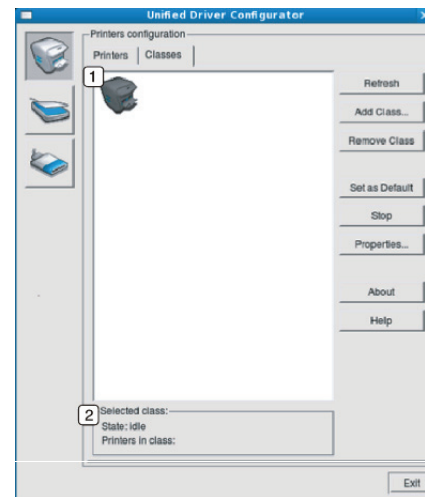 Unified Driver Configurator
Printers configuration
Printers Classes
1
Refresh
Add Class...
Remove Class
Set as Default
Stop
Properties...
About
Help
2
Selected class:
State: idle
Printers in class:
Exit